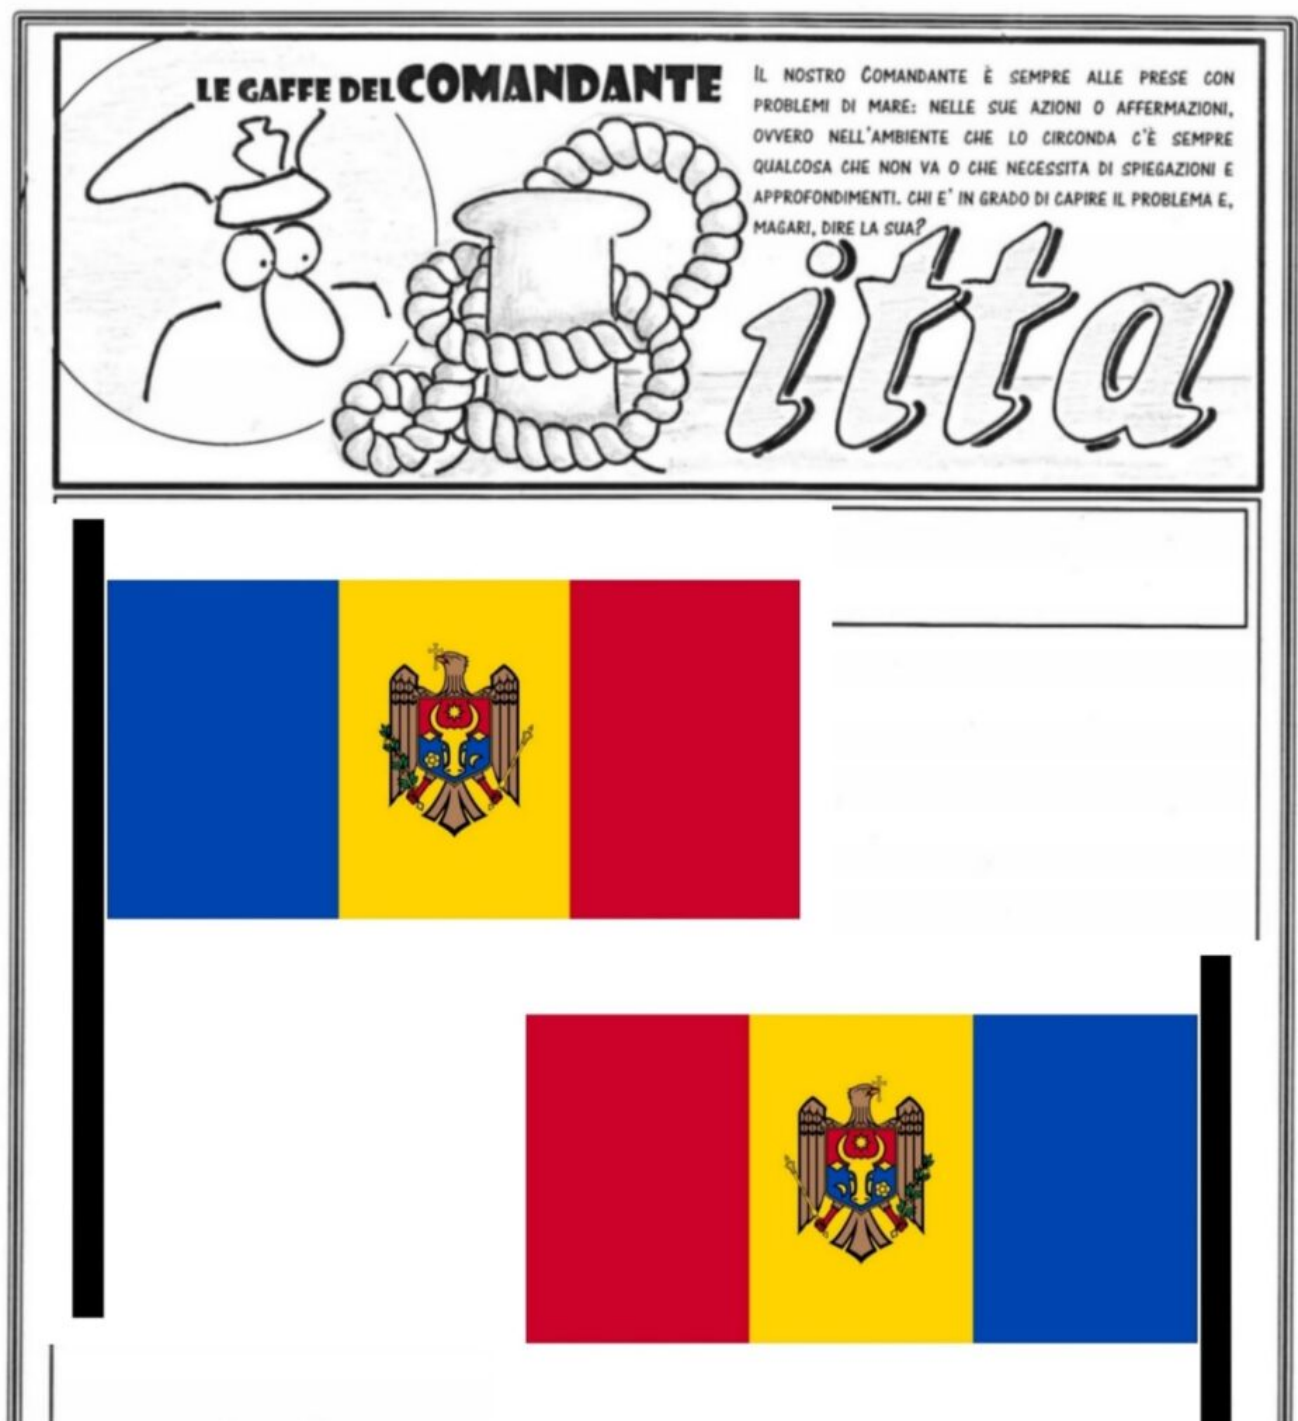 LE GAFFE DEL COMANDANTE
IL NOSTRO COMANDANTE È SEMPRE ALLE PRESE CON
PROBLEMI DI MARE: NELLE SUE AZIONI O AFFERMAZIONI,
OVVERO NELL'AMBIENTE CHE LO CIRCONDA C'È SEMPRE
QUALCOSA CHE NON VA O CHE NECESSITA DI SPIEGAZIONI E
APPROFONDIMENTI. CHI E' IN GRADO DI CAPIRE IL PROBLEMA E,
MAGARI, DIRE LA SUA?
itta